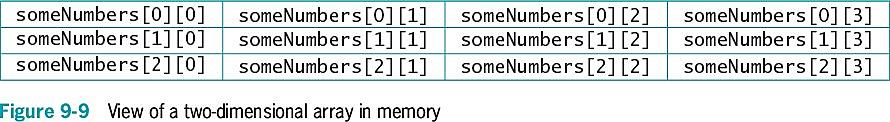 someNumbers[0][0] someNumbers[0][1] someNumbers[0][2] someNumbers[0][3]
someNumbers[1][0] someNumbers[1][1] someNumbers[1][2] someNumbers[1][3]
someNumbers[2][0] someNumbers[2][1] someNumbers[2][2] someNumbers[2][3]
Figure 9-9 View of a two-dimensional array in memory